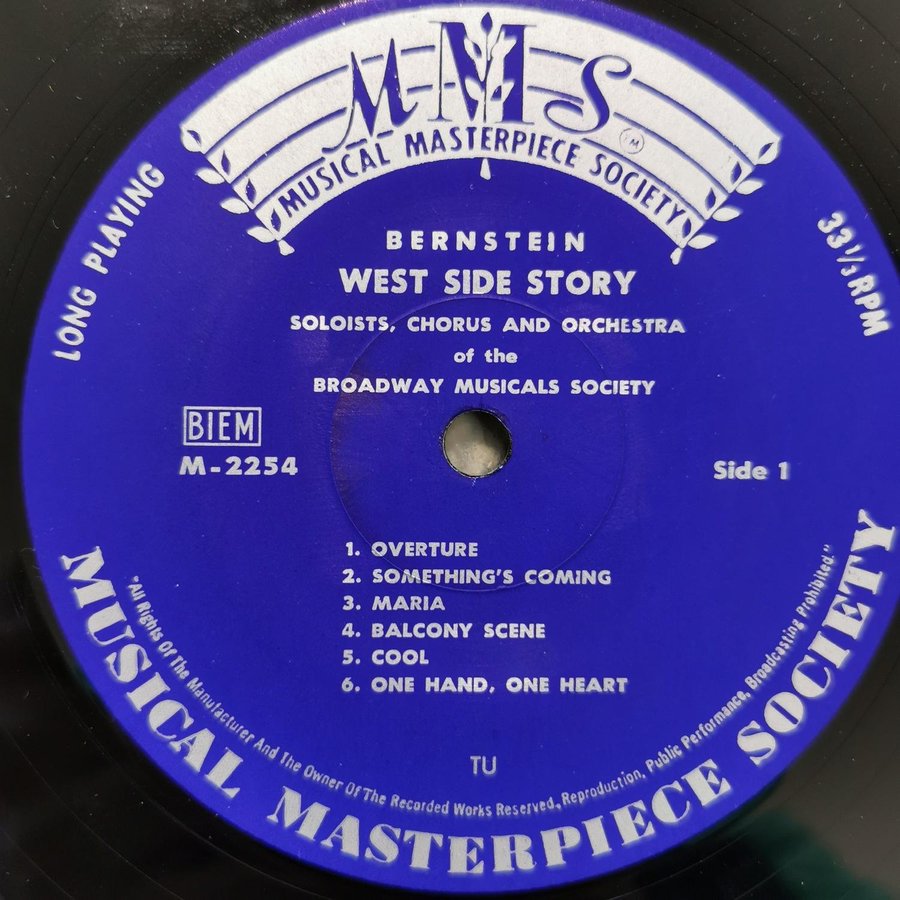 MMS
TM
MUSICAL MASTERPIECE SOCIETY
LONG PLAYING
33 1/3 RPM
BERNSTEIN
WEST SIDE STORY
SOLOISTS, CHORUS AND ORCHESTRA
of the
BROADWAY MUSICALS SOCIETY
BIEM
M-2254
Side 1
1. OVERTURE
2. SOMETHING'S COMING
3. MARIA
4. BALCONY SCENE
5. COOL
6. ONE HAND, ONE HEART
TU
"All Rights Of The Manufacturer And The Owner Of The Recorded Works Reserved, Reproduction, Public Performance, Broadcasting Prohibited."
MUSICAL MASTERPIECE SOCIETY